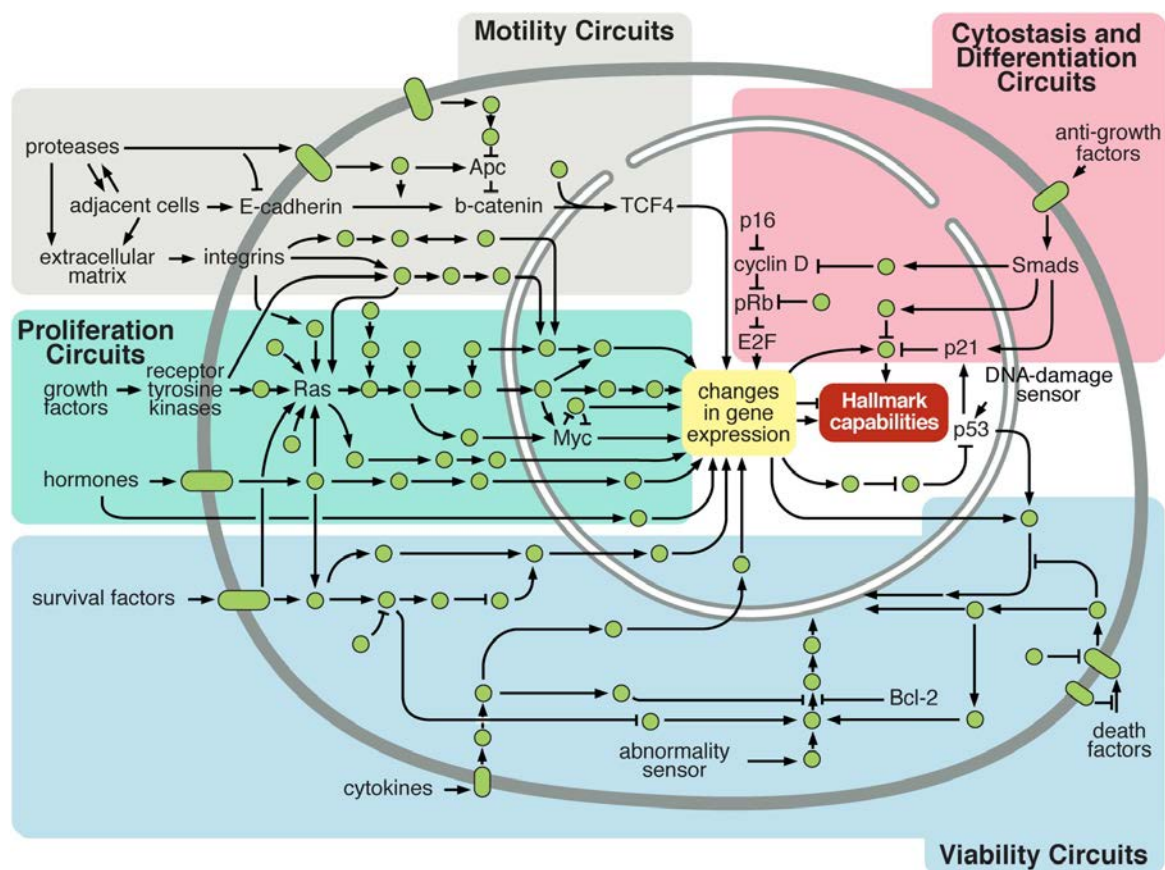 Motility Circuits
Cytostasis and
Differentiation
Circuits
proteases
adjacent cells
extracellular
matrix
E-cadherin
integrins
Apc
b-catenin
TCF4
anti-growth
factors
p16
cyclin D
pRb
E2F
Smads
p21
DNA-damage
sensor
p53
Proliferation
Circuits
growth
factors
receptor
tyrosine
kinases
Ras
Myc
changes
in gene
expression
Hallmark
capabilities
hormones
survival factors
Bcl-2
abnormality
sensor
cytokines
death
factors
Viability Circuits